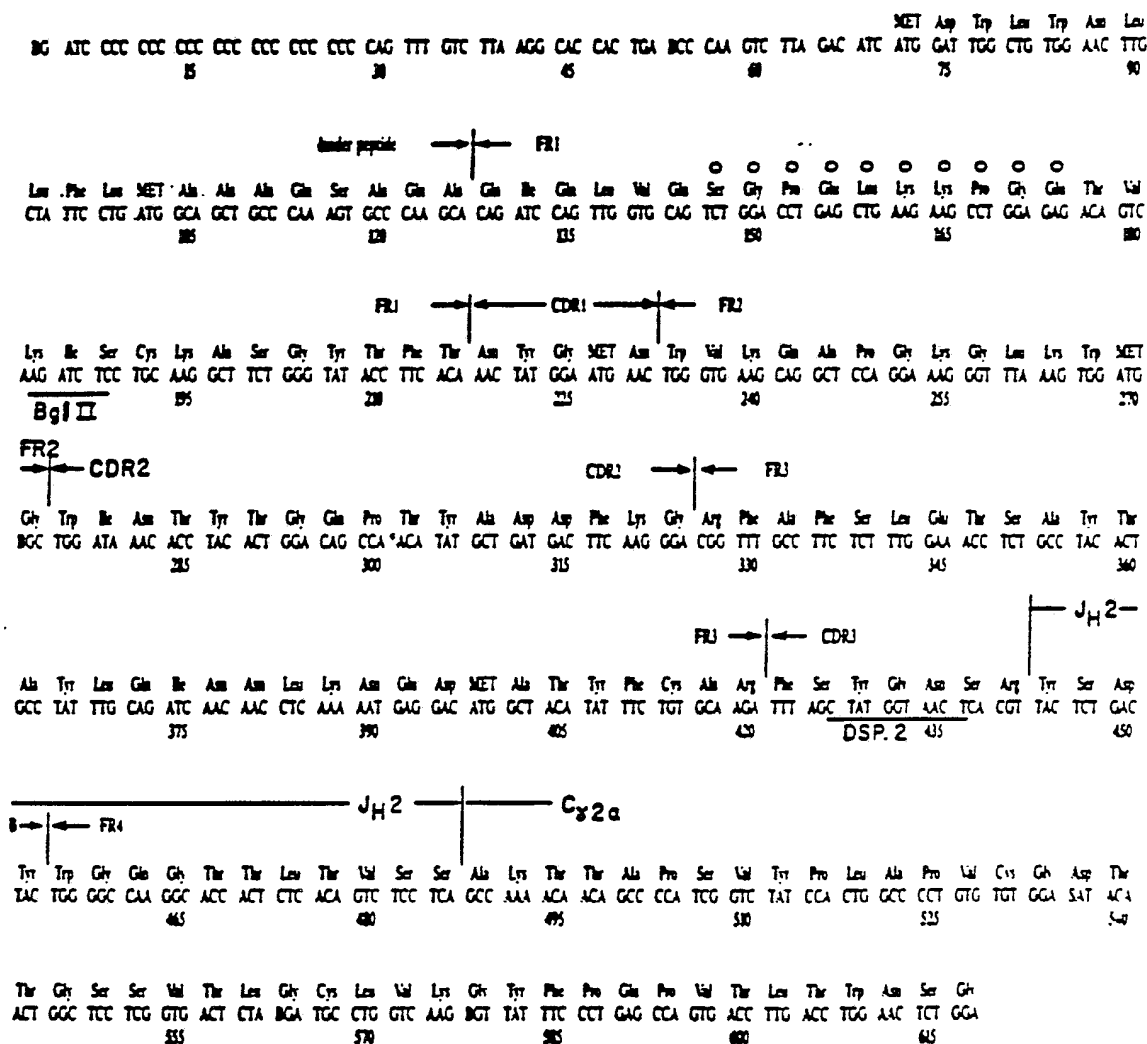 MET Asp Trp Leu Trp Asn Leu
BG ATC CCC CCC CCC CCC CCC CCC CCC CAG TTT GTC TTA AGG CAC CAC TGA BCC CAA GTC TTA GAC ATC ATG GAT TGG CTG TGG AAC TTG
15 30 45 60 75 90
leader peptide FR1
O O O O O O O O O O
Leu Phe Leu MET Ala Ala Ala Gln Ser Ala Gln Ala Gln Ile Gln Leu Val Gln Ser Gly Pro Glu Leu Lys Lys Pro Gly Glu Thr Val
CTA TTC CTG ATG GCA GCT GCC CAA AGT GCC CAA GCA CAG ATC CAG TTG GTG CAG TCT GGA CCT GAG CTG AAG AAG CCT GGA GAG ACA GTC
105 120 135 150 165 180
FR1 CDR1 FR2
Lys Ile Ser Cys Lys Ala Ser Gly Tyr Thr Phe Thr Asn Tyr Gly MET Asn Trp Val Lys Gln Ala Pro Gly Lys Gly Leu Lys Trp MET
AAG ATC TCC TGC AAG GCT TCT GGG TAT ACC TTC ACA AAC TAT GGA ATG AAC TGG GTG AAG CAG GCT CCA GGA AAG GGT TTA AAG TGG ATG
BglII 195 210 225 240 255 270
FR2 CDR2 CDR2 FR3
Gly Trp Ile Asn Thr Tyr Thr Gly Gln Pro Thr Tyr Ala Asp Asp Phe Lys Gly Arg Phe Ala Phe Ser Leu Glu Thr Ser Ala Tyr Thr
BGC TGG ATA AAC ACC TAC ACT GGA CAG CCA ACA TAT GCT GAT GAC TTC AAG GGA CGG TTT GCC TTC TCT TTG GAA ACC TCT GCC TAC ACT
285 300 315 330 345 360
FR3 CDR3 JH2
Ala Tyr Leu Gln Ile Asn Asn Leu Lys Asn Glu Asp MET Ala Thr Tyr Phe Cys Ala Arg Phe Ser Tyr Gly Asn Ser Arg Tyr Ser Asp
GCC TAT TTG CAG ATC AAC AAC CTC AAA AAT GAG GAC ATG GCT ACA TAT TTC TGT GCA AGA TTT AGC TAT GGT AAC TCA CGT TAC TCT GAC
375 390 405 420 DSP.2 435 450
JH2 Cγ2a
FR4
Tyr Trp Gly Gln Gly Thr Thr Leu Thr Val Ser Ser Ala Lys Thr Thr Ala Pro Ser Val Tyr Pro Leu Ala Pro Val Cys Gly Asp Thr
TAC TGG GGC CAA GGC ACC ACT CTC ACA GTC TCC TCA GCC AAA ACA ACA GCC CCA TCG GTC TAT CCA CTG GCC CCT GTG TGT GGA SAT ACA
465 480 495 510 525 540
Thr Gly Ser Ser Val Thr Leu Gly Cys Leu Val Lys Gly Tyr Phe Pro Glu Pro Val Thr Leu Thr Trp Asn Ser Gly
ACT GGC TCC TCG GTG ACT CTA BGA TGC CTG GTC AAG BGT TAT TTC CCT GAG CCA GTG ACC TTG ACC TGG AAC TCT GGA
555 570 585 600 615